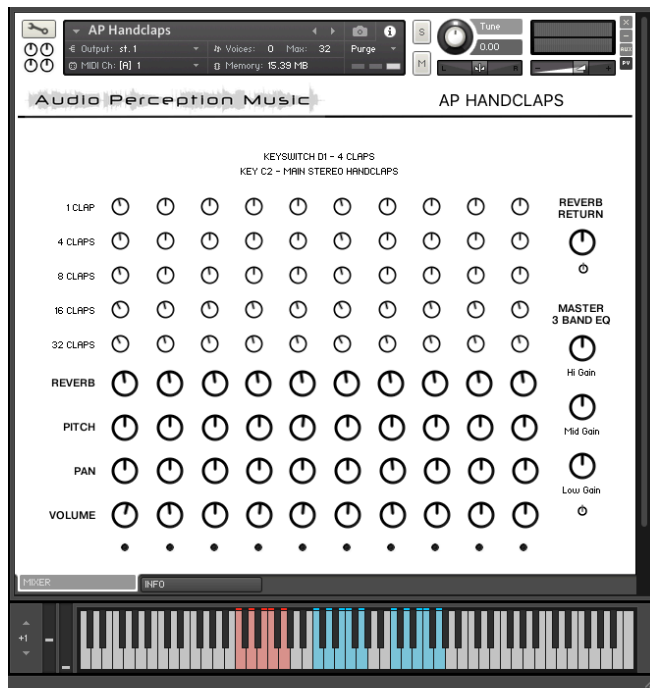 AP Handclaps
Output: st.1 Voices: 0 Max: 32 Purge
MIDI Ch: [A] 1 Memory: 15.39 MB
S
M
Tune
0.00
L R
- +
AUX
PV
Audio Perception Music
AP HANDCLAPS
KEYSWITCH D1 - 4 CLAPS
KEY C2 - MAIN STEREO HANDCLAPS
1 CLAP
4 CLAPS
8 CLAPS
16 CLAPS
32 CLAPS
REVERB
PITCH
PAN
VOLUME
REVERB
RETURN
MASTER
3 BAND EQ
Hi Gain
Mid Gain
Low Gain
MIXER INFO
+1